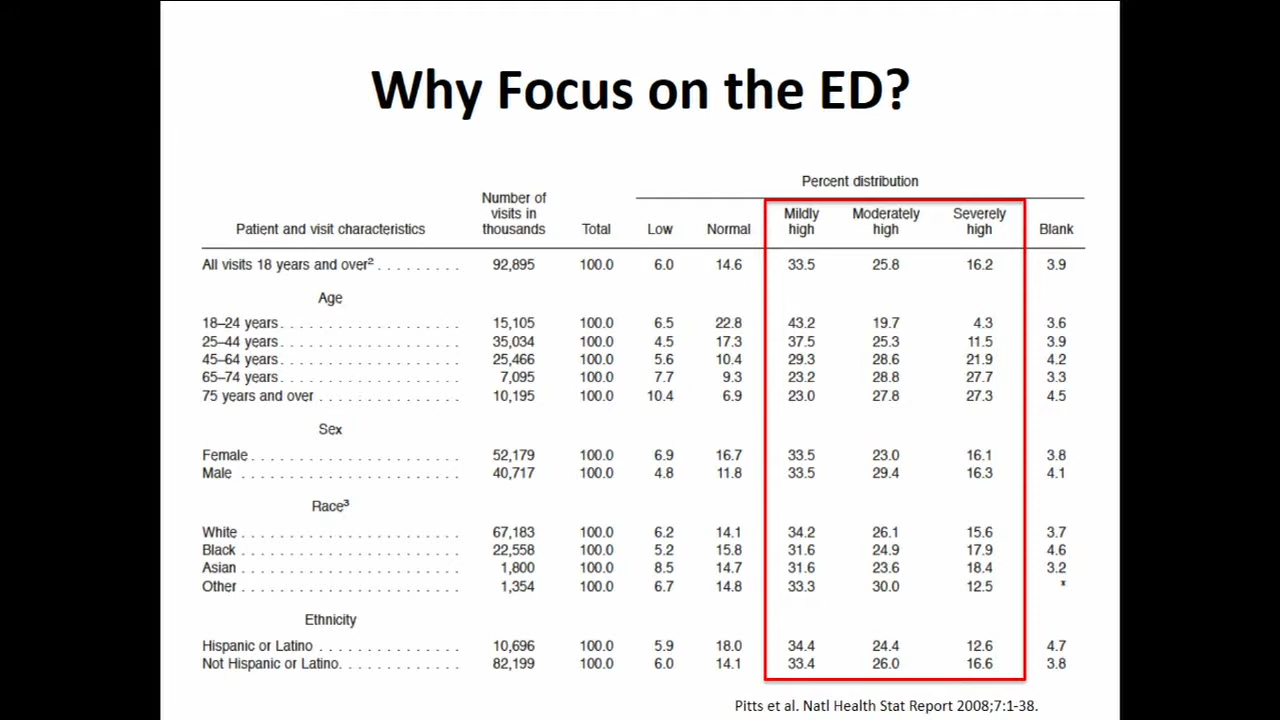 Why Focus on the ED?
Percent distribution
Patient and visit characteristics Number of visits in thousands Total Low Normal Mildly high Moderately high Severely high Blank
All visits 18 years and over² . . . . . . . . . 92,895 100.0 6.0 14.6 33.5 25.8 16.2 3.9
Age
18–24 years . . . . . . . . . . . . . . . . . . . 15,105 100.0 6.5 22.8 43.2 19.7 4.3 3.6
25–44 years . . . . . . . . . . . . . . . . . . . 35,034 100.0 4.5 17.3 37.5 25.3 11.5 3.9
45–64 years . . . . . . . . . . . . . . . . . . . 25,466 100.0 5.6 10.4 29.3 28.6 21.9 4.2
65–74 years . . . . . . . . . . . . . . . . . . . 7,095 100.0 7.7 9.3 23.2 28.8 27.7 3.3
75 years and over . . . . . . . . . . . . . . . 10,195 100.0 10.4 6.9 23.0 27.8 27.3 4.5
Sex
Female . . . . . . . . . . . . . . . . . . . . . . 52,179 100.0 6.9 16.7 33.5 23.0 16.1 3.8
Male . . . . . . . . . . . . . . . . . . . . . . . 40,717 100.0 4.8 11.8 33.5 29.4 16.3 4.1
Race³
White . . . . . . . . . . . . . . . . . . . . . . . 67,183 100.0 6.2 14.1 34.2 26.1 15.6 3.7
Black . . . . . . . . . . . . . . . . . . . . . . . 22,558 100.0 5.2 15.8 31.6 24.9 17.9 4.6
Asian . . . . . . . . . . . . . . . . . . . . . . . 1,800 100.0 8.5 14.7 31.6 23.6 18.4 3.2
Other . . . . . . . . . . . . . . . . . . . . . . . 1,354 100.0 6.7 14.8 33.3 30.0 12.5 *
Ethnicity
Hispanic or Latino . . . . . . . . . . . . . . . 10,696 100.0 5.9 18.0 34.4 24.4 12.6 4.7
Not Hispanic or Latino. . . . . . . . . . . . . 82,199 100.0 6.0 14.1 33.4 26.0 16.6 3.8
Pitts et al. Natl Health Stat Report 2008;7:1-38.